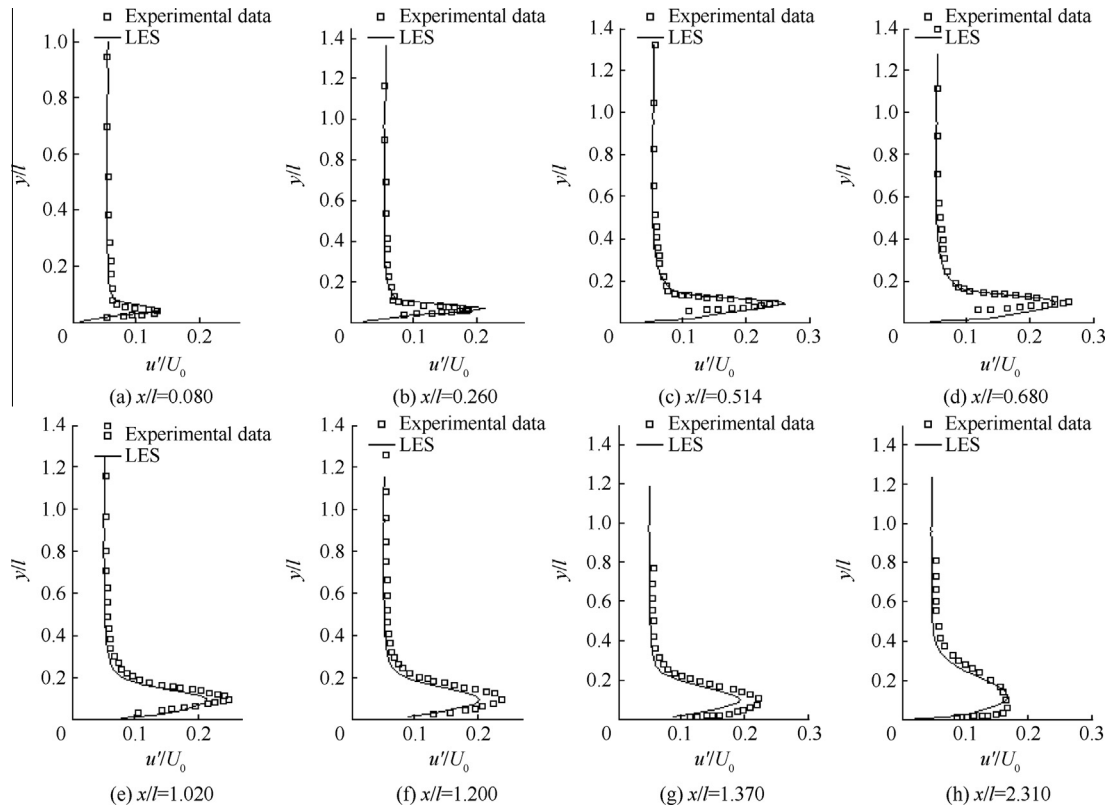 Experimental data
LES
1.0
0.8
0.6
0.4
0.2
0
0.2
y/l
u′/U₀
(a) x/l=0.080
Experimental data
LES
1.4
1.2
1.0
0.8
0.6
0.4
0.2
0
0.1
0.2
y/l
u′/U₀
(b) x/l=0.260
Experimental data
LES
1.4
1.2
1.0
0.8
0.6
0.4
0.2
0
0.1
0.2
0.3
y/l
u′/U₀
(c) x/l=0.514
Experimental data
LES
1.4
1.2
1.0
0.8
0.6
0.4
0.2
0
0.1
0.2
0.3
y/l
u′/U₀
(d) x/l=0.680
Experimental data
LES
1.4
1.2
1.0
0.8
0.6
0.4
0.2
0
0.1
0.2
y/l
u′/U₀
(e) x/l=1.020
Experimental data
LES
1.4
1.2
1.0
0.8
0.6
0.4
0.2
0
0.1
0.2
y/l
u′/U₀
(f) x/l=1.200
Experimental data
LES
1.4
1.2
1.0
0.8
0.6
0.4
0.2
0
0.1
0.2
0.3
y/l
u′/U₀
(g) x/l=1.370
Experimental data
LES
1.4
1.2
1.0
0.8
0.6
0.4
0.2
0
0.1
0.2
0.3
y/l
u′/U₀
(h) x/l=2.310